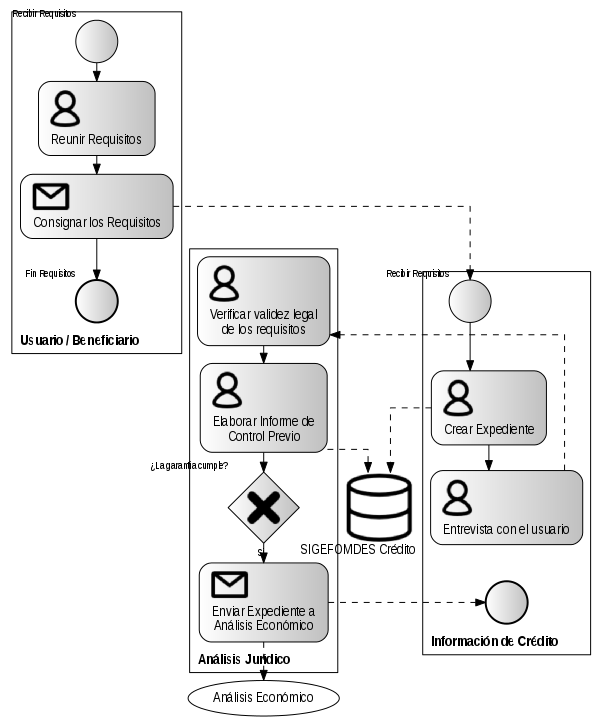 Recibir Requisitos
Reunir Requisitos
Consignar los Requisitos
Fin Requisitos
Usuario / Beneficiario
Verificar validez legal
de los requisitos
Elaborar Informe de
Control Previo
¿La garantia cumple?
Enviar Expediente a
Análisis Económico
Análisis Jurídico
Análisis Económico
SIGEFOMDES Crédito
Recibir Requisitos
Crear Expediente
Entrevista con el usuario
Información de Crédito